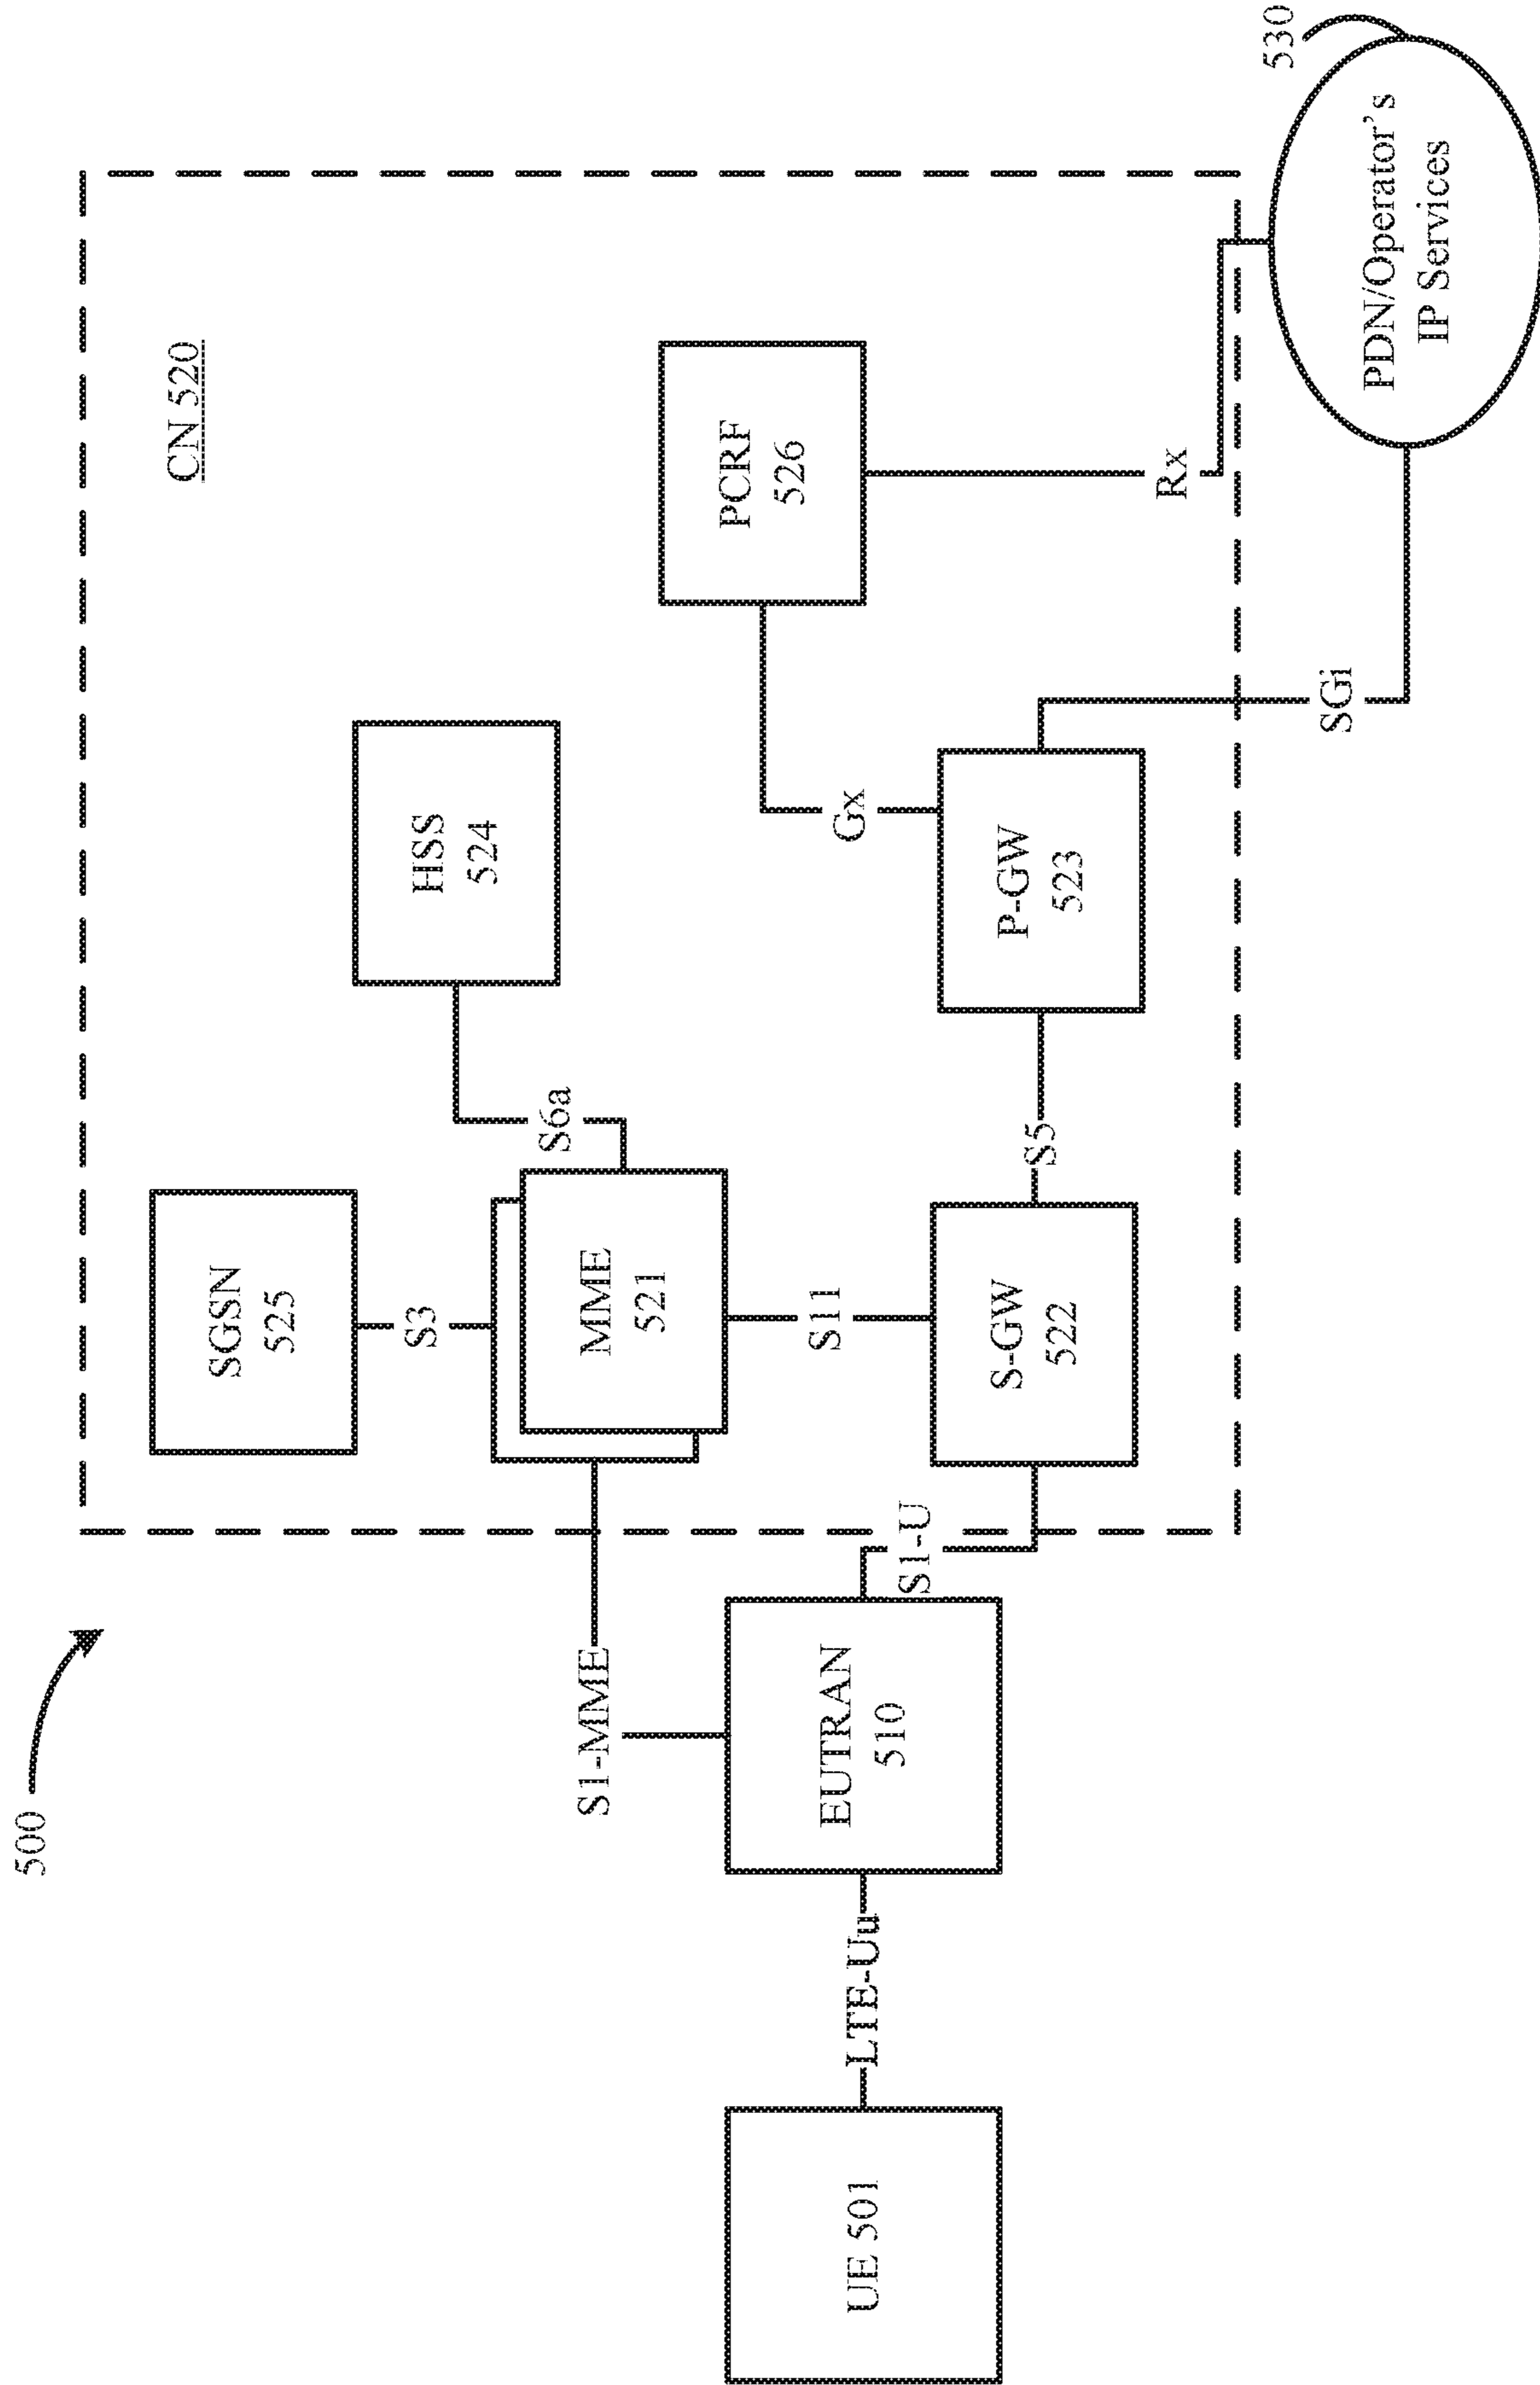 500
CN 520
SGSN
525
S3
HSS
524
S6a
S1-MME
MME
521
PCRF
526
S11
Gx
UE 501
LTE-Uu
EUTRAN
510
S1-U
S-GW
522
S5
P-GW
523
Rx
SGi
530
PDN/Operator's
IP Services